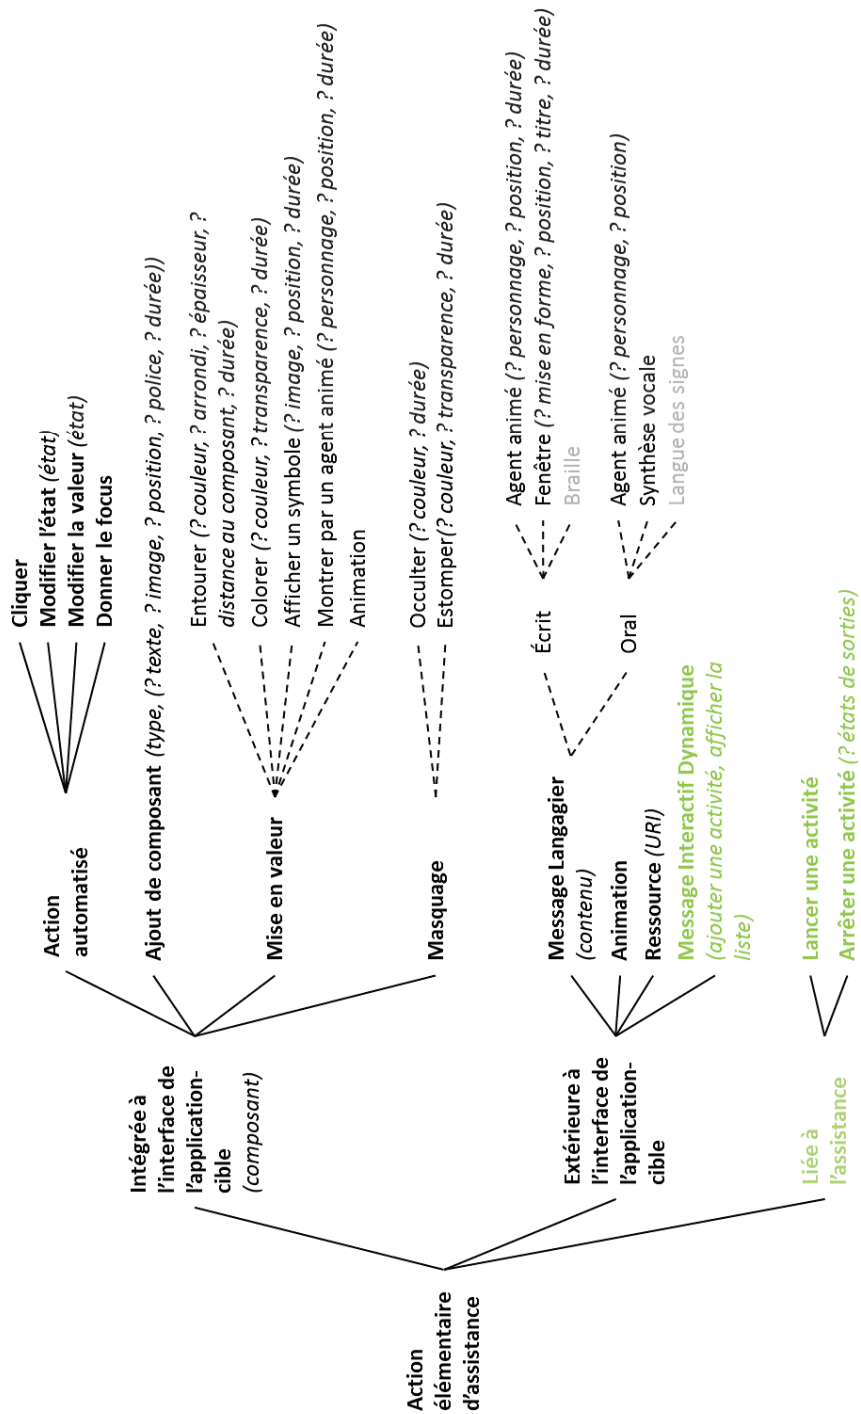 Action
élémentaire
d'assistance
Intégrée à
l'interface de
l'application-
cible
(composant)
Action
automatisé
Cliquer
Modifier l'état (état)
Modifier la valeur (état)
Donner le focus
Ajout de composant (type, (? texte, ? image, ? position, ? police, ? durée))
Mise en valeur
Entourer (? couleur, ? arrondi, ? épaisseur, ?
distance au composant, ? durée)
Colorer (? couleur, ? transparence, ? durée)
Afficher un symbole (? image, ? position, ? durée)
Montrer par un agent animé (? personnage, ? position, ? durée)
Animation
Masquage
Occulter (? couleur, ? durée)
Estomper(? couleur, ? transparence, ? durée)
Extérieure à
l'interface de
l'application-
cible
Message Langagier
(contenu)
Écrit
Agent animé (? personnage, ? position, ? durée)
Fenêtre (? mise en forme, ? position, ? titre, ? durée)
Braille
Oral
Agent animé (? personnage, ? position)
Synthèse vocale
Langue des signes
Animation
Ressource (URI)
Message Interactif Dynamique
(ajouter une activité, afficher la
liste)
Liée à
l'assistance
Lancer une activité
Arrêter une activité (? états de sorties)